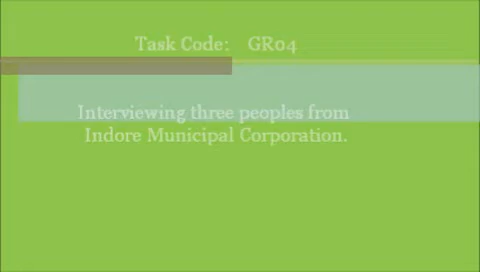 Task Code: GR04
Interviewing three peoples from
Indore Municipal Corporation.